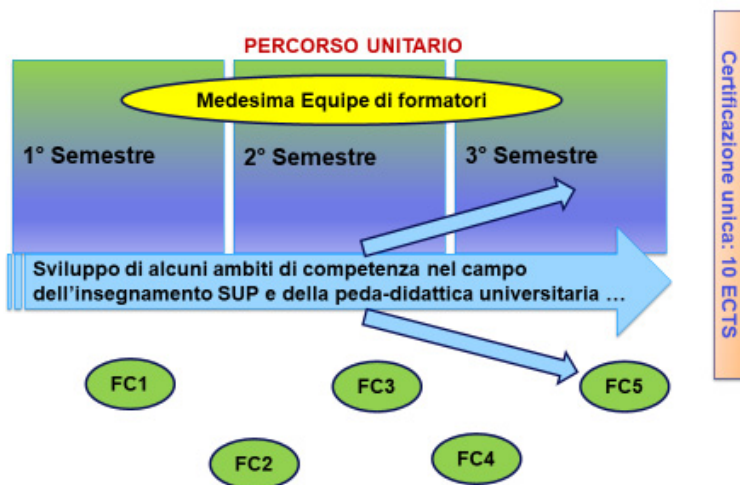 PERCORSO UNITARIO
Medesima Equipe di formatori
1° Semestre
2° Semestre
3° Semestre
Sviluppo di alcuni ambiti di competenza nel campo
dell'insegnamento SUP e della peda-didattica universitaria ...
FC1
FC3
FC5
FC2
FC4
Certificazione unica: 10 ECTS